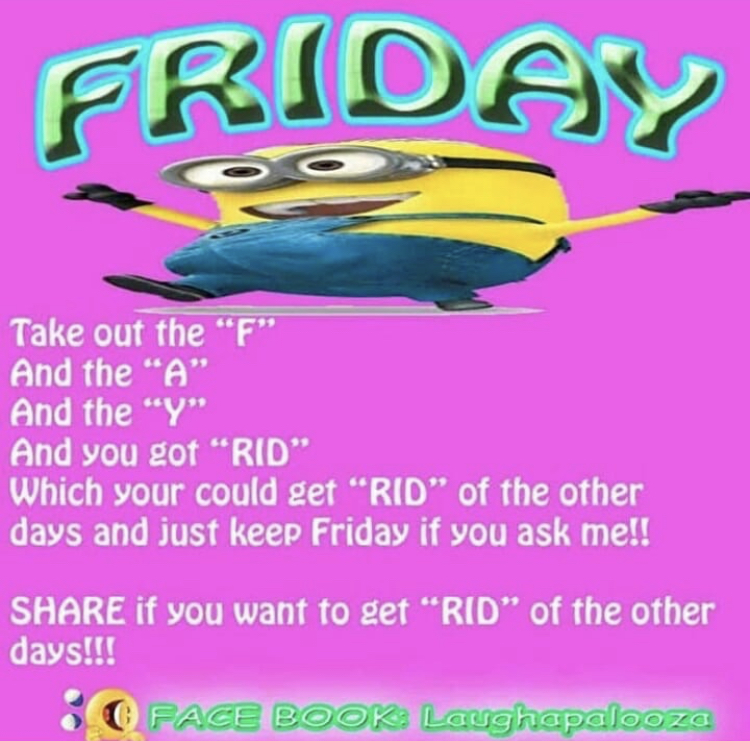 FRIDAY
Take out the “F”
And the “A”
And the “Y”
And you got “RID”
Which your could get “RID” of the other
days and just keep Friday if you ask me!!
SHARE if you want to get “RID” of the other
days!!!
FACE BOOK: Laughapalooza